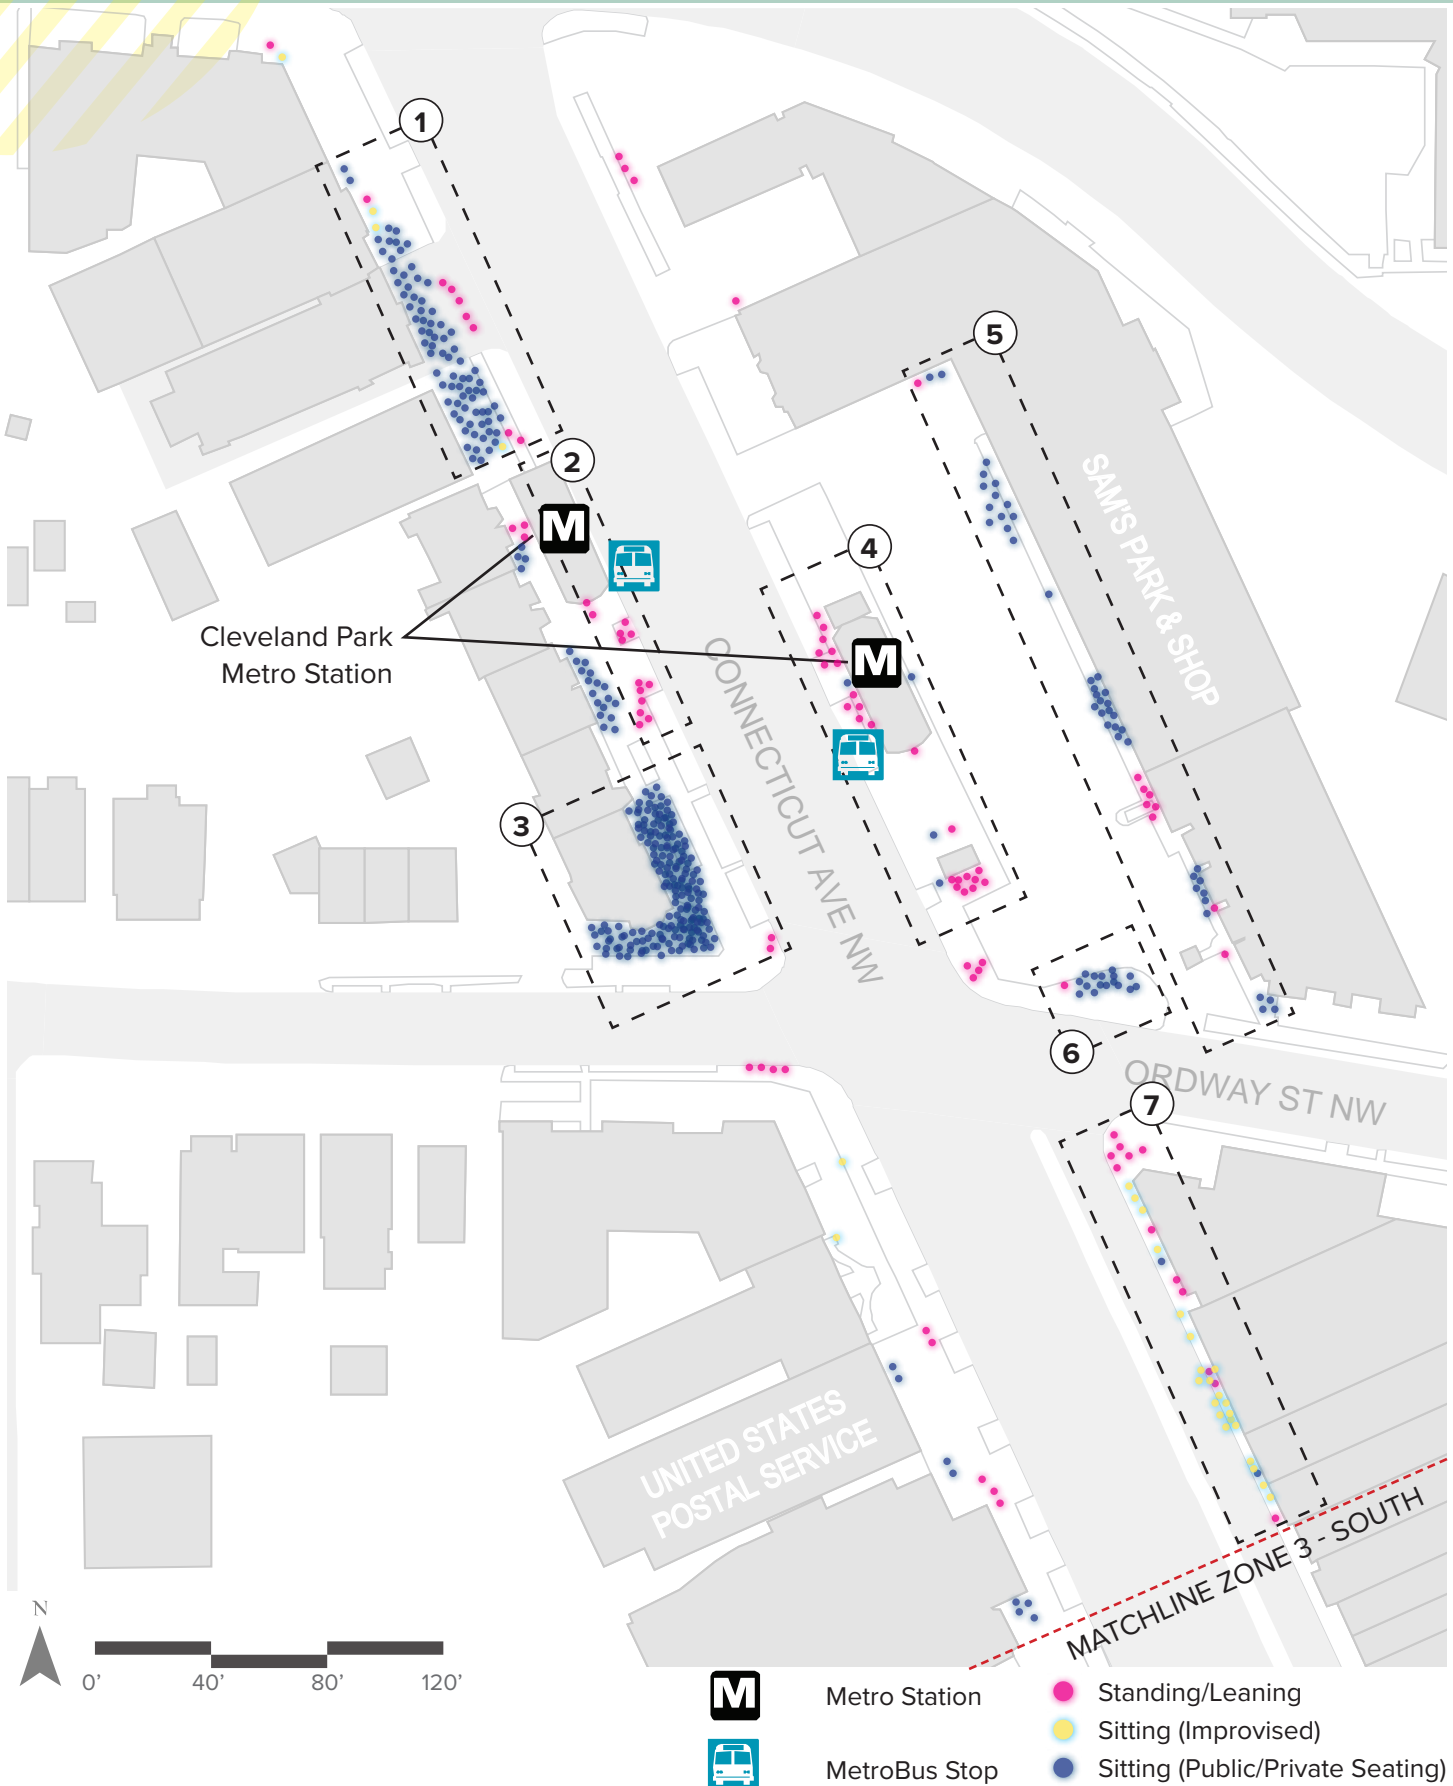 1
5
2
M
4
SAM'S PARK & SHOP
Cleveland Park
Metro Station
M
CONNECTICUT AVE NW
3
6
ORDWAY ST NW
7
UNITED STATES
POSTAL SERVICE
MATCHLINE ZONE 3 - SOUTH
N
0' 40' 80' 120'
M Metro Station
MetroBus Stop
Standing/Leaning
Sitting (Improvised)
Sitting (Public/Private Seating)